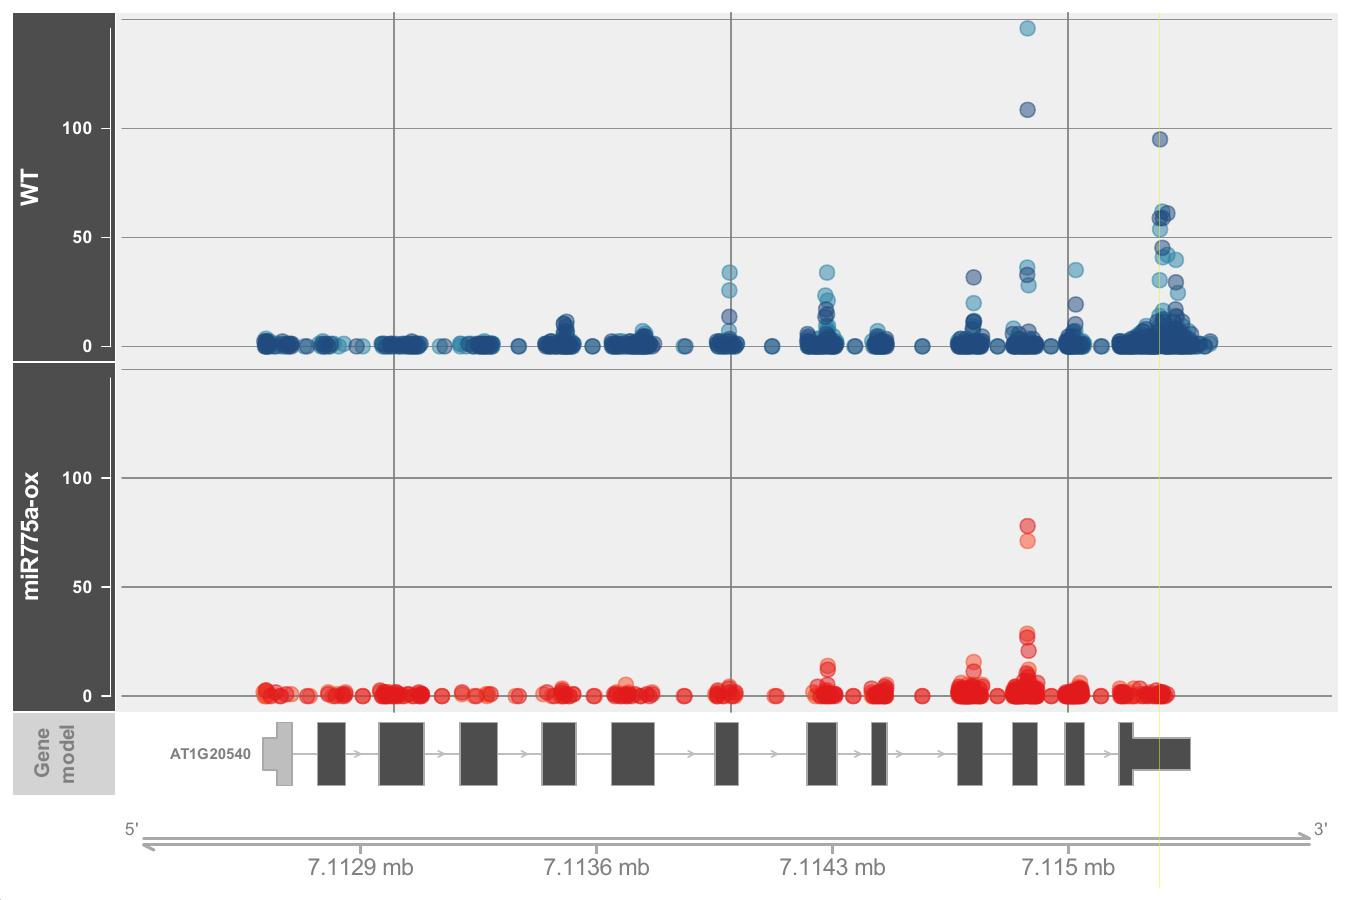 WT
100
50
0
miR775a-ox
100
50
0
Gene
model
AT1G20540
5'
3'
7.1129 mb
7.1136 mb
7.1143 mb
7.115 mb